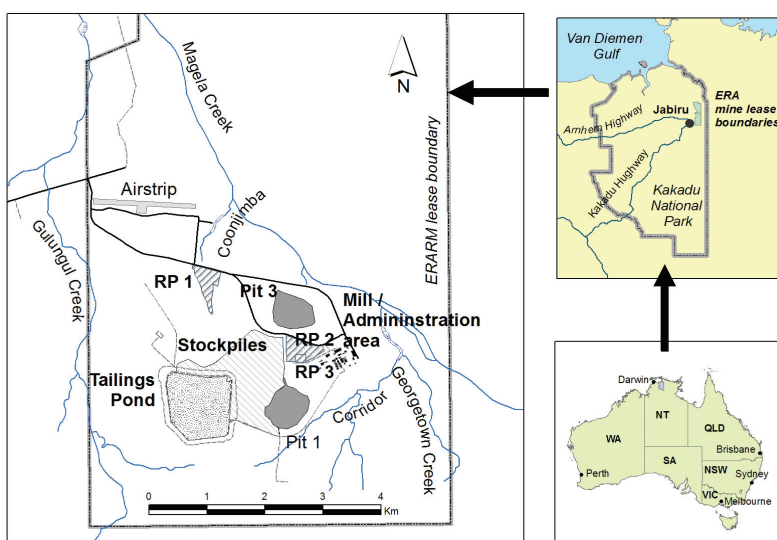 Magela Creek
N
ERARM lease boundary
Airstrip
Coonjimba
Gulungul Creek
RP 1
Pit 3
Mill /
Admininstration
area
RP 2
Stockpiles
RP 3
Tailings
Pond
Corridor
Georgetown Creek
Pit 1
0 1 2 3 4
Km
Van Diemen
Gulf
ERA
mine lease
boundaries
Jabiru
Arnhem Highway
Kakadu Hughway
Kakadu
National
Park
Darwin
NT
QLD
WA
Brisbane
SA
NSW
Perth
Sydney
VIC
Melbourne